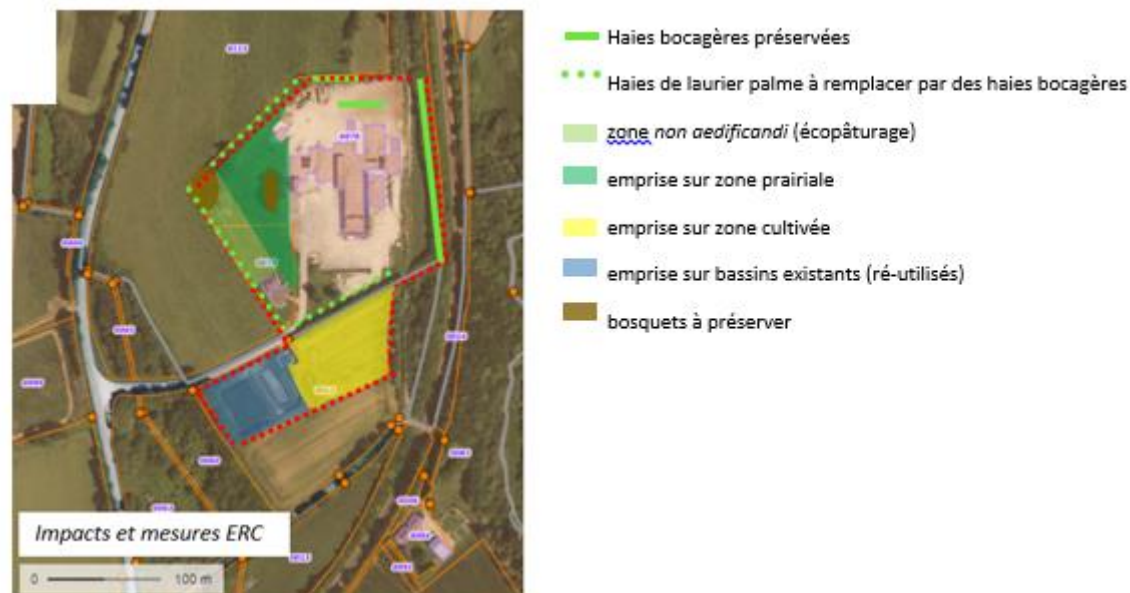 Haies bocagères préservées
Haies de laurier palme à remplacer par des haies bocagères
zone non aedificandi (écopâturage)
emprise sur zone prairiale
emprise sur zone cultivée
emprise sur bassins existants (ré-utilisés)
bosquets à préserver
Impacts et mesures ERC
0 100 m